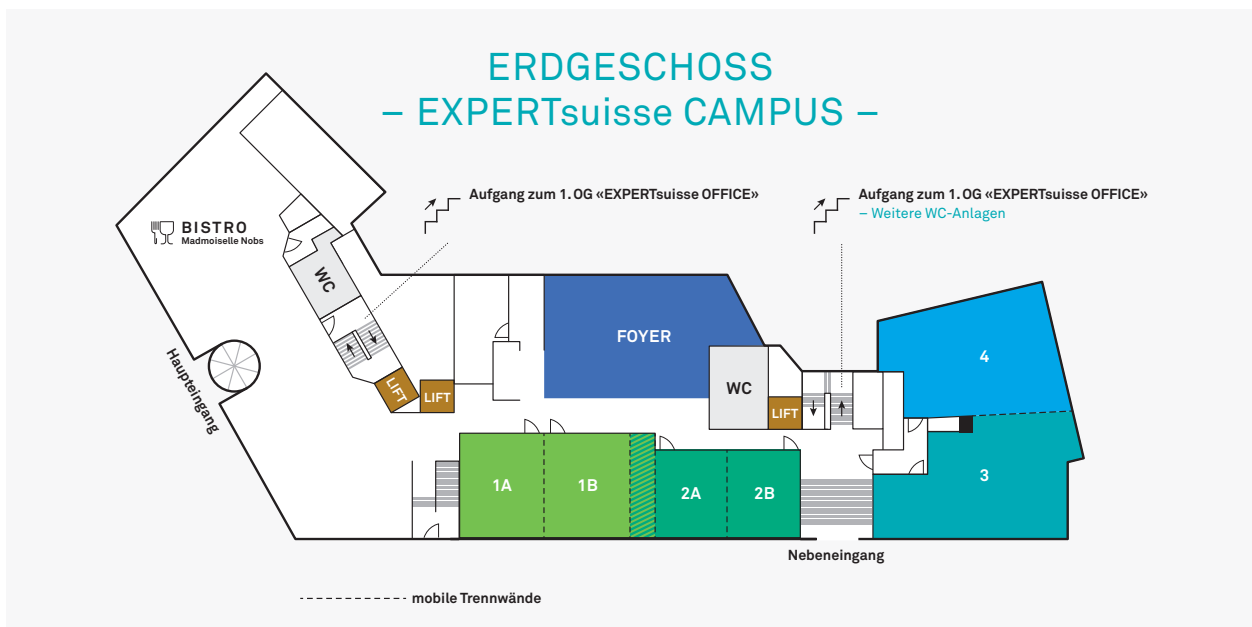 ERDGESCHOSS
– EXPERTsuisse CAMPUS –
Aufgang zum 1. OG «EXPERTsuisse OFFICE»
Aufgang zum 1. OG «EXPERTsuisse OFFICE»
– Weitere WC-Anlagen
BISTRO
Madmoiselle Nobs
WC
FOYER
4
Haupteingang
LIFT
LIFT
WC
LIFT
1A
1B
2A
2B
3
Nebeneingang
mobile Trennwände